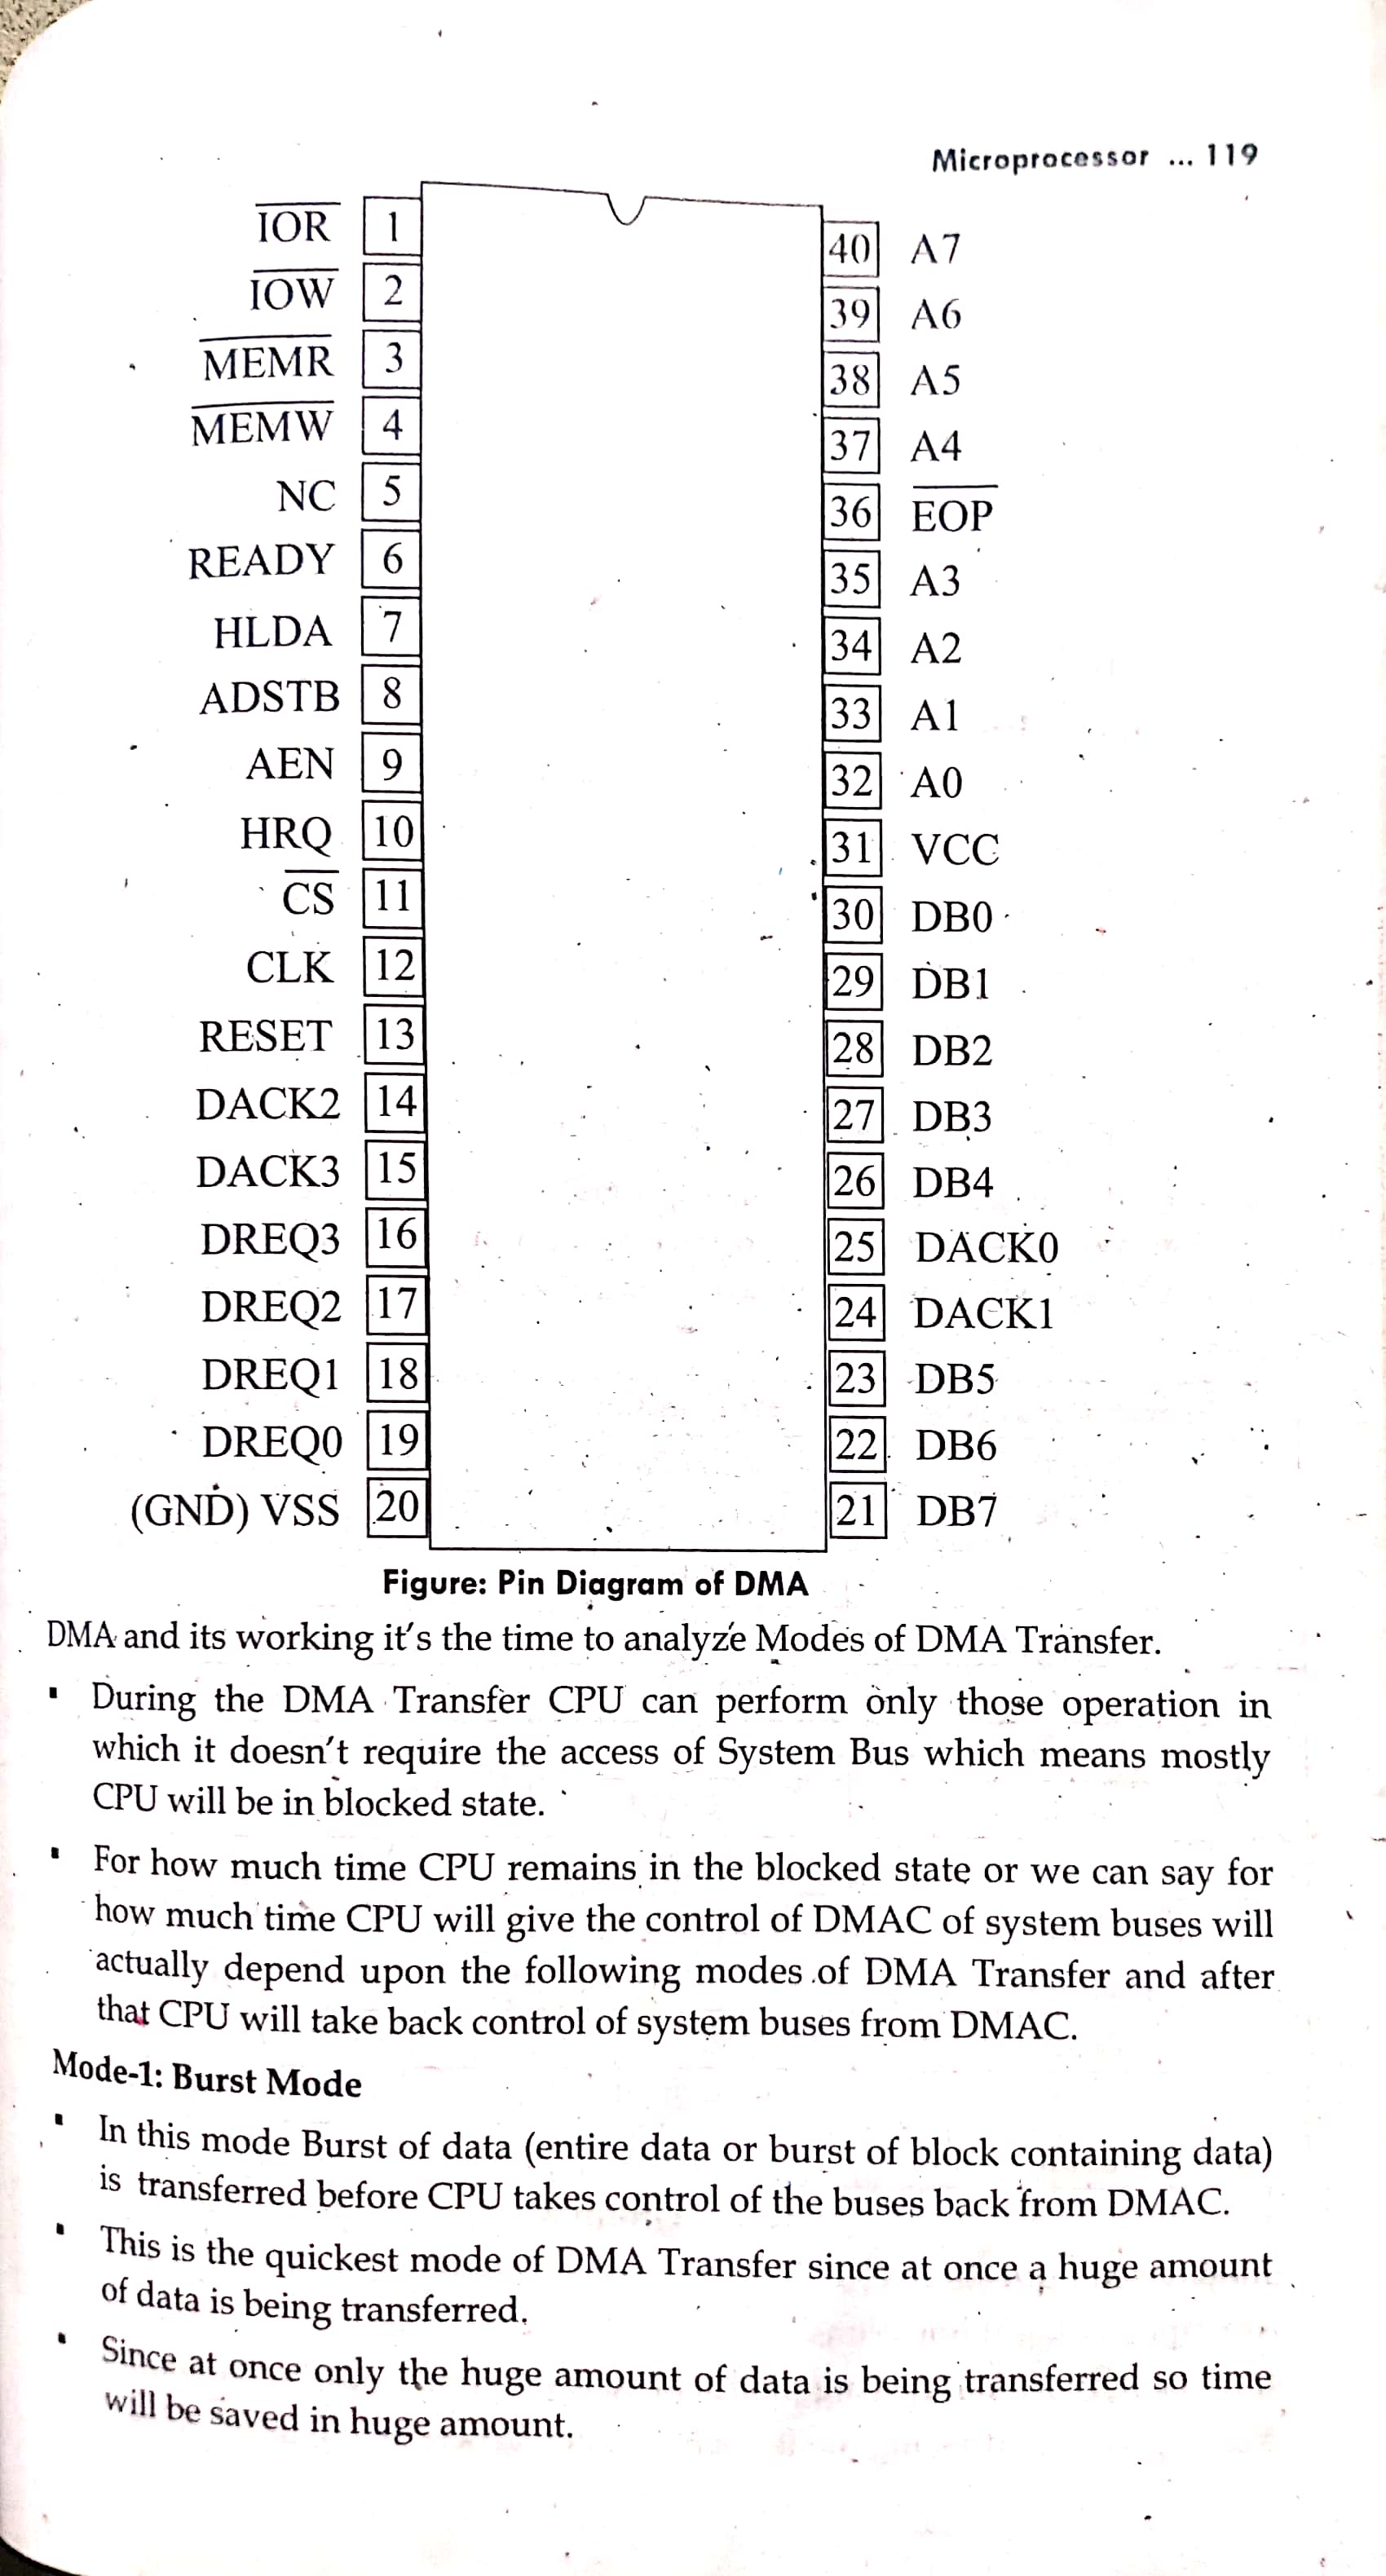 Microprocessor ... 119
I̅O̅R̅ 1
I̅O̅W̅ 2
M̅E̅M̅R̅ 3
M̅E̅M̅W̅ 4
NC 5
READY 6
HLDA 7
ADSTB 8
AEN 9
HRQ 10
C̅S̅ 11
CLK 12
RESET 13
DACK2 14
DACK3 15
DREQ3 16
DREQ2 17
DREQ1 18
DREQ0 19
(GND) VSS 20
40 A7
39 A6
38 A5
37 A4
36 E̅O̅P̅
35 A3
34 A2
33 A1
32 A0
31 VCC
30 DB0
29 DB1
28 DB2
27 DB3
26 DB4
25 DACK0
24 DACK1
23 DB5
22 DB6
21 DB7
Figure: Pin Diagram of DMA
DMA and its working it's the time to analyze Modes of DMA Transfer.
▪ During the DMA Transfer CPU can perform only those operation in
which it doesn't require the access of System Bus which means mostly
CPU will be in blocked state.
▪ For how much time CPU remains in the blocked state or we can say for
how much time CPU will give the control of DMAC of system buses will
actually depend upon the following modes of DMA Transfer and after
that CPU will take back control of system buses from DMAC.
Mode-1: Burst Mode
▪ In this mode Burst of data (entire data or burst of block containing data)
is transferred before CPU takes control of the buses back from DMAC.
▪ This is the quickest mode of DMA Transfer since at once a huge amount
of data is being transferred.
▪ Since at once only the huge amount of data is being transferred so time
will be saved in huge amount.